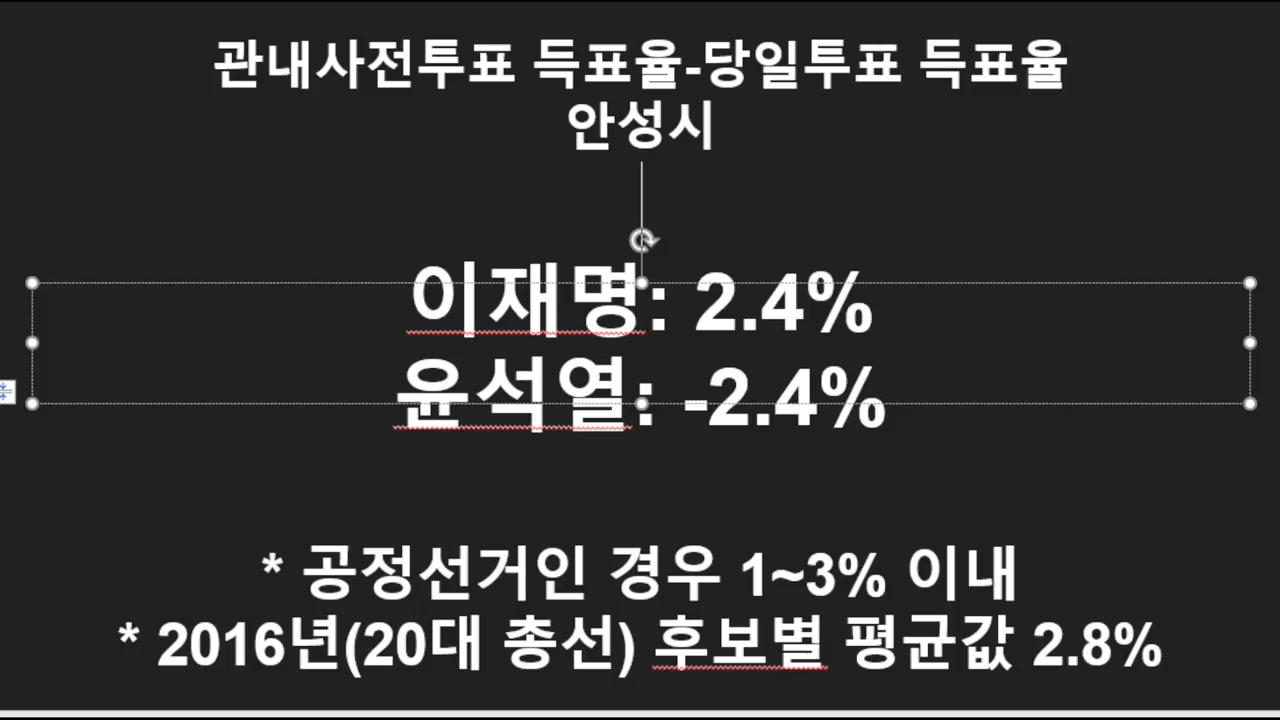 관내사전투표 득표율-당일투표 득표율
안성시
이재명: 2.4%
윤석열: -2.4%
* 공정선거인 경우 1~3% 이내
* 2016년(20대 총선) 후보별 평균값 2.8%